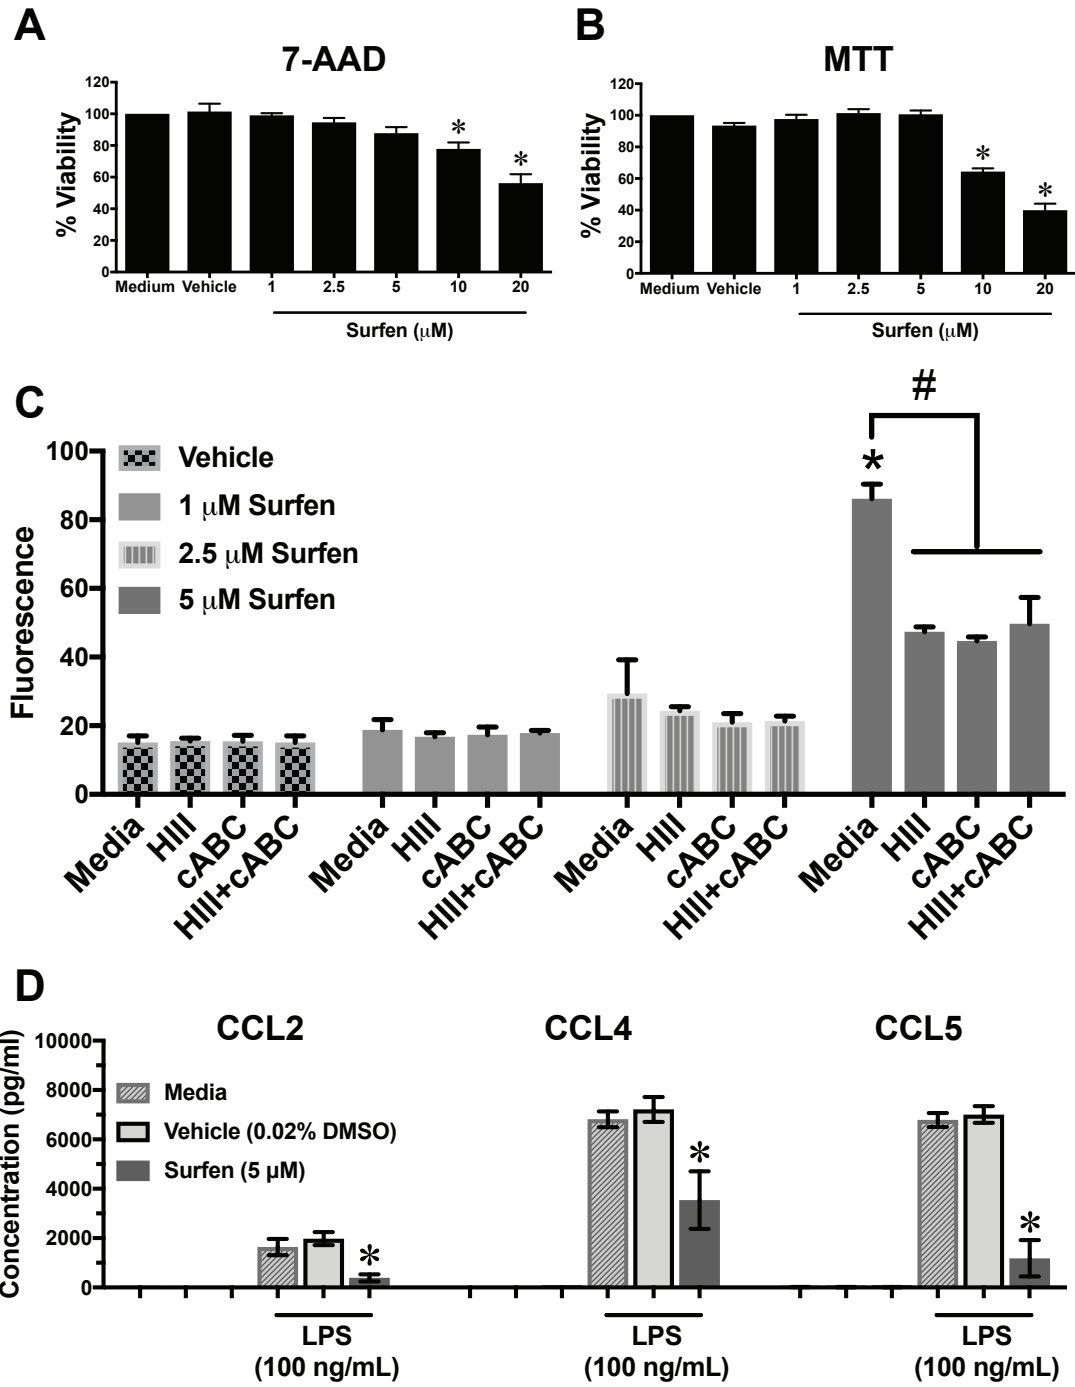 A
7-AAD
% Viability
120
100
80
60
40
20
0
* *
Medium Vehicle 1 2.5 5 10 20
Surfen (μM)
B
MTT
% Viability
120
100
80
60
40
20
0
* *
Medium Vehicle 1 2.5 5 10 20
Surfen (μM)
C
Fluorescence
100
80
60
40
20
0
Vehicle
1 μM Surfen
2.5 μM Surfen
5 μM Surfen
#
*
Media HIII cABC HIII+cABC
Media HIII cABC HIII+cABC
Media HIII cABC HIII+cABC
Media HIII cABC HIII+cABC
D
CCL2 CCL4 CCL5
Concentration (pg/ml)
10000
8000
6000
4000
2000
0
Media
Vehicle (0.02% DMSO)
Surfen (5 μM)
* * *
LPS
(100 ng/mL)
LPS
(100 ng/mL)
LPS
(100 ng/mL)